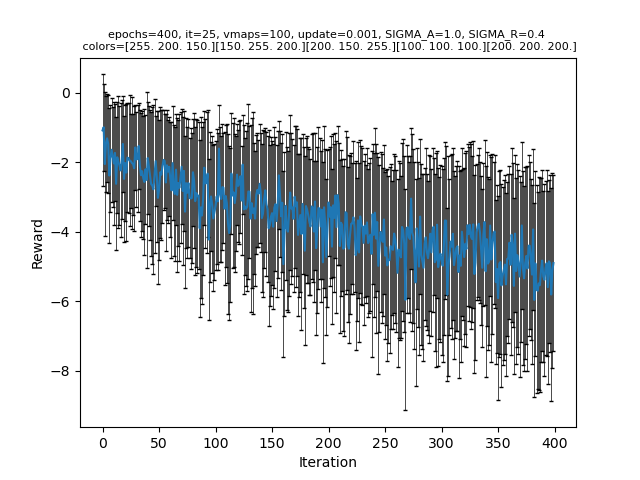 epochs=400, it=25, vmaps=100, update=0.001, SIGMA_A=1.0, SIGMA_R=0.4
colors=[255. 200. 150.][150. 255. 200.][200. 150. 255.][100. 100. 100.][200. 200. 200.]
0
−2
−4
−6
−8
Reward
0 50 100 150 200 250 300 350 400
Iteration